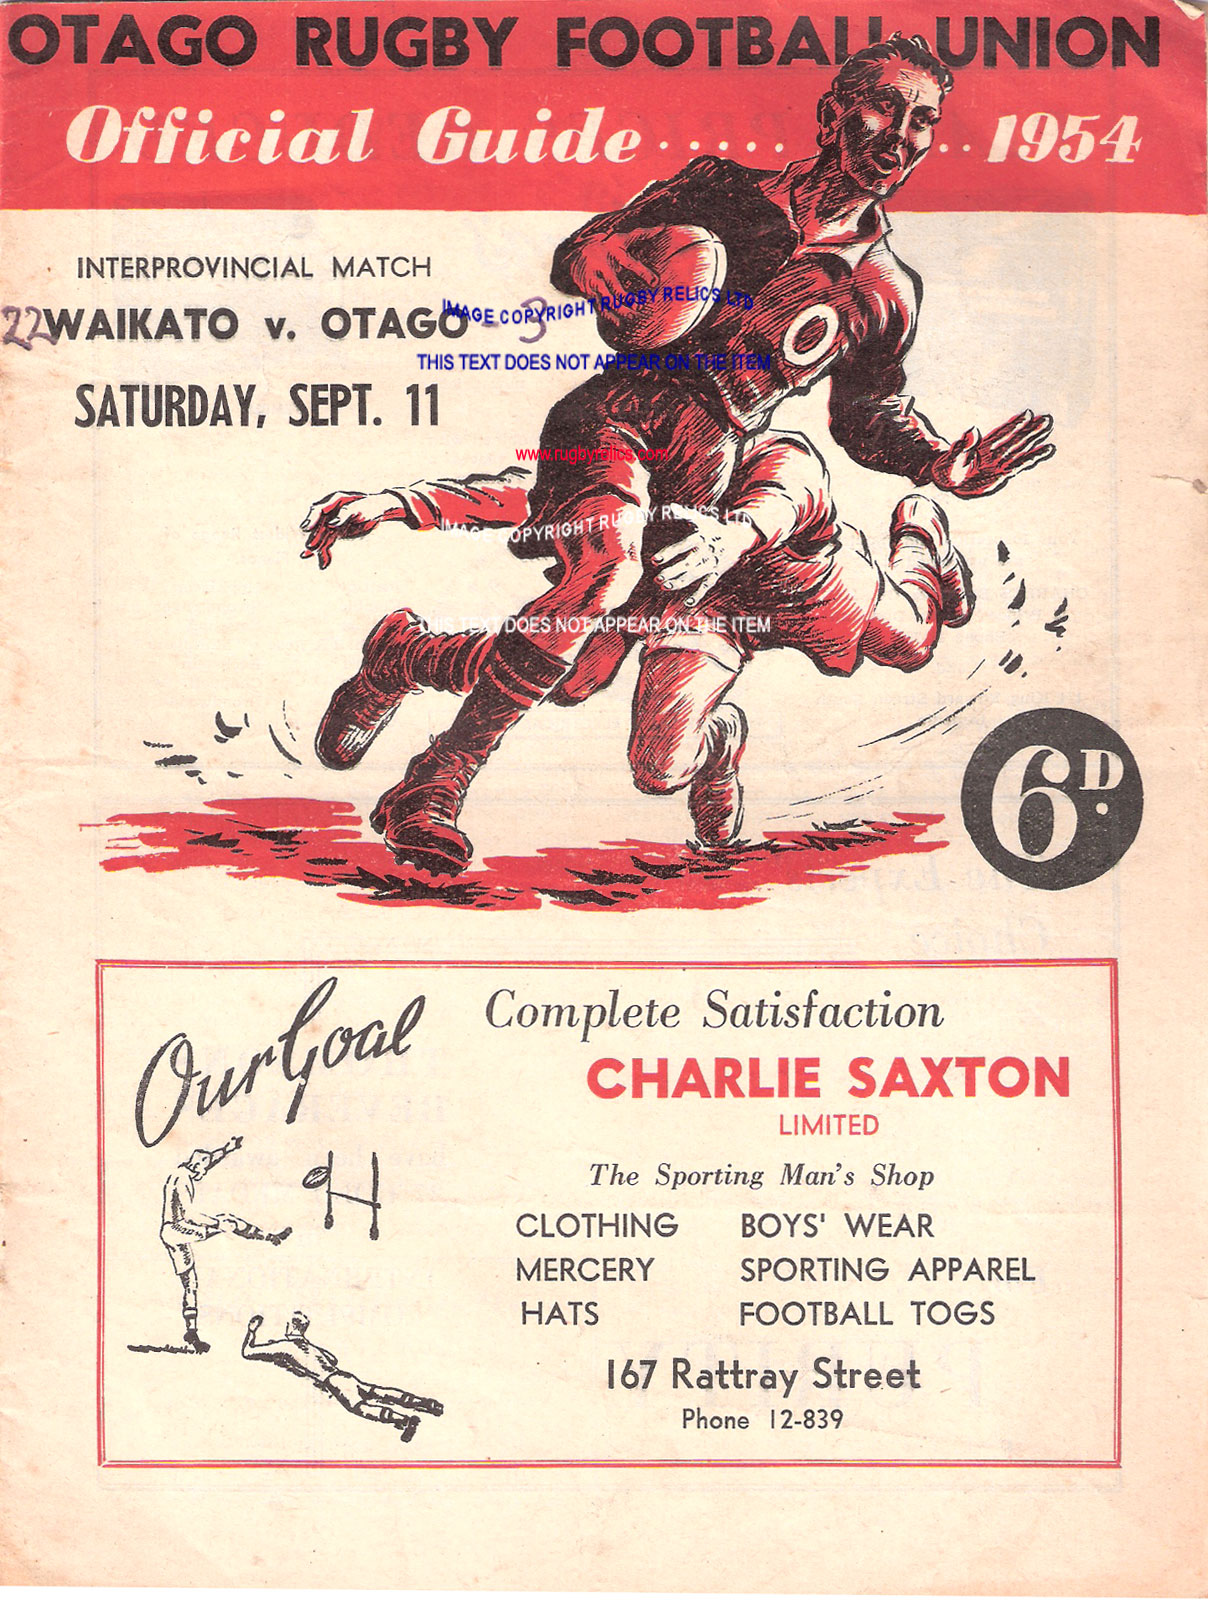 OTAGO RUGBY FOOTBALL UNION
Official Guide ..... .. 1954
INTERPROVINCIAL MATCH
22 WAIKATO v. OTAGO - 3
SATURDAY, SEPT. 11
IMAGE COPYRIGHT RUGBY RELICS LTD
THIS TEXT DOES NOT APPEAR ON THE ITEM
www.rugbyrelics.com
IMAGE COPYRIGHT RUGBY RELICS LTD
THIS TEXT DOES NOT APPEAR ON THE ITEM
O
6D.
Our Goal
Complete Satisfaction
CHARLIE SAXTON
LIMITED
The Sporting Man's Shop
CLOTHING BOYS' WEAR
MERCERY SPORTING APPAREL
HATS FOOTBALL TOGS
167 Rattray Street
Phone 12-839